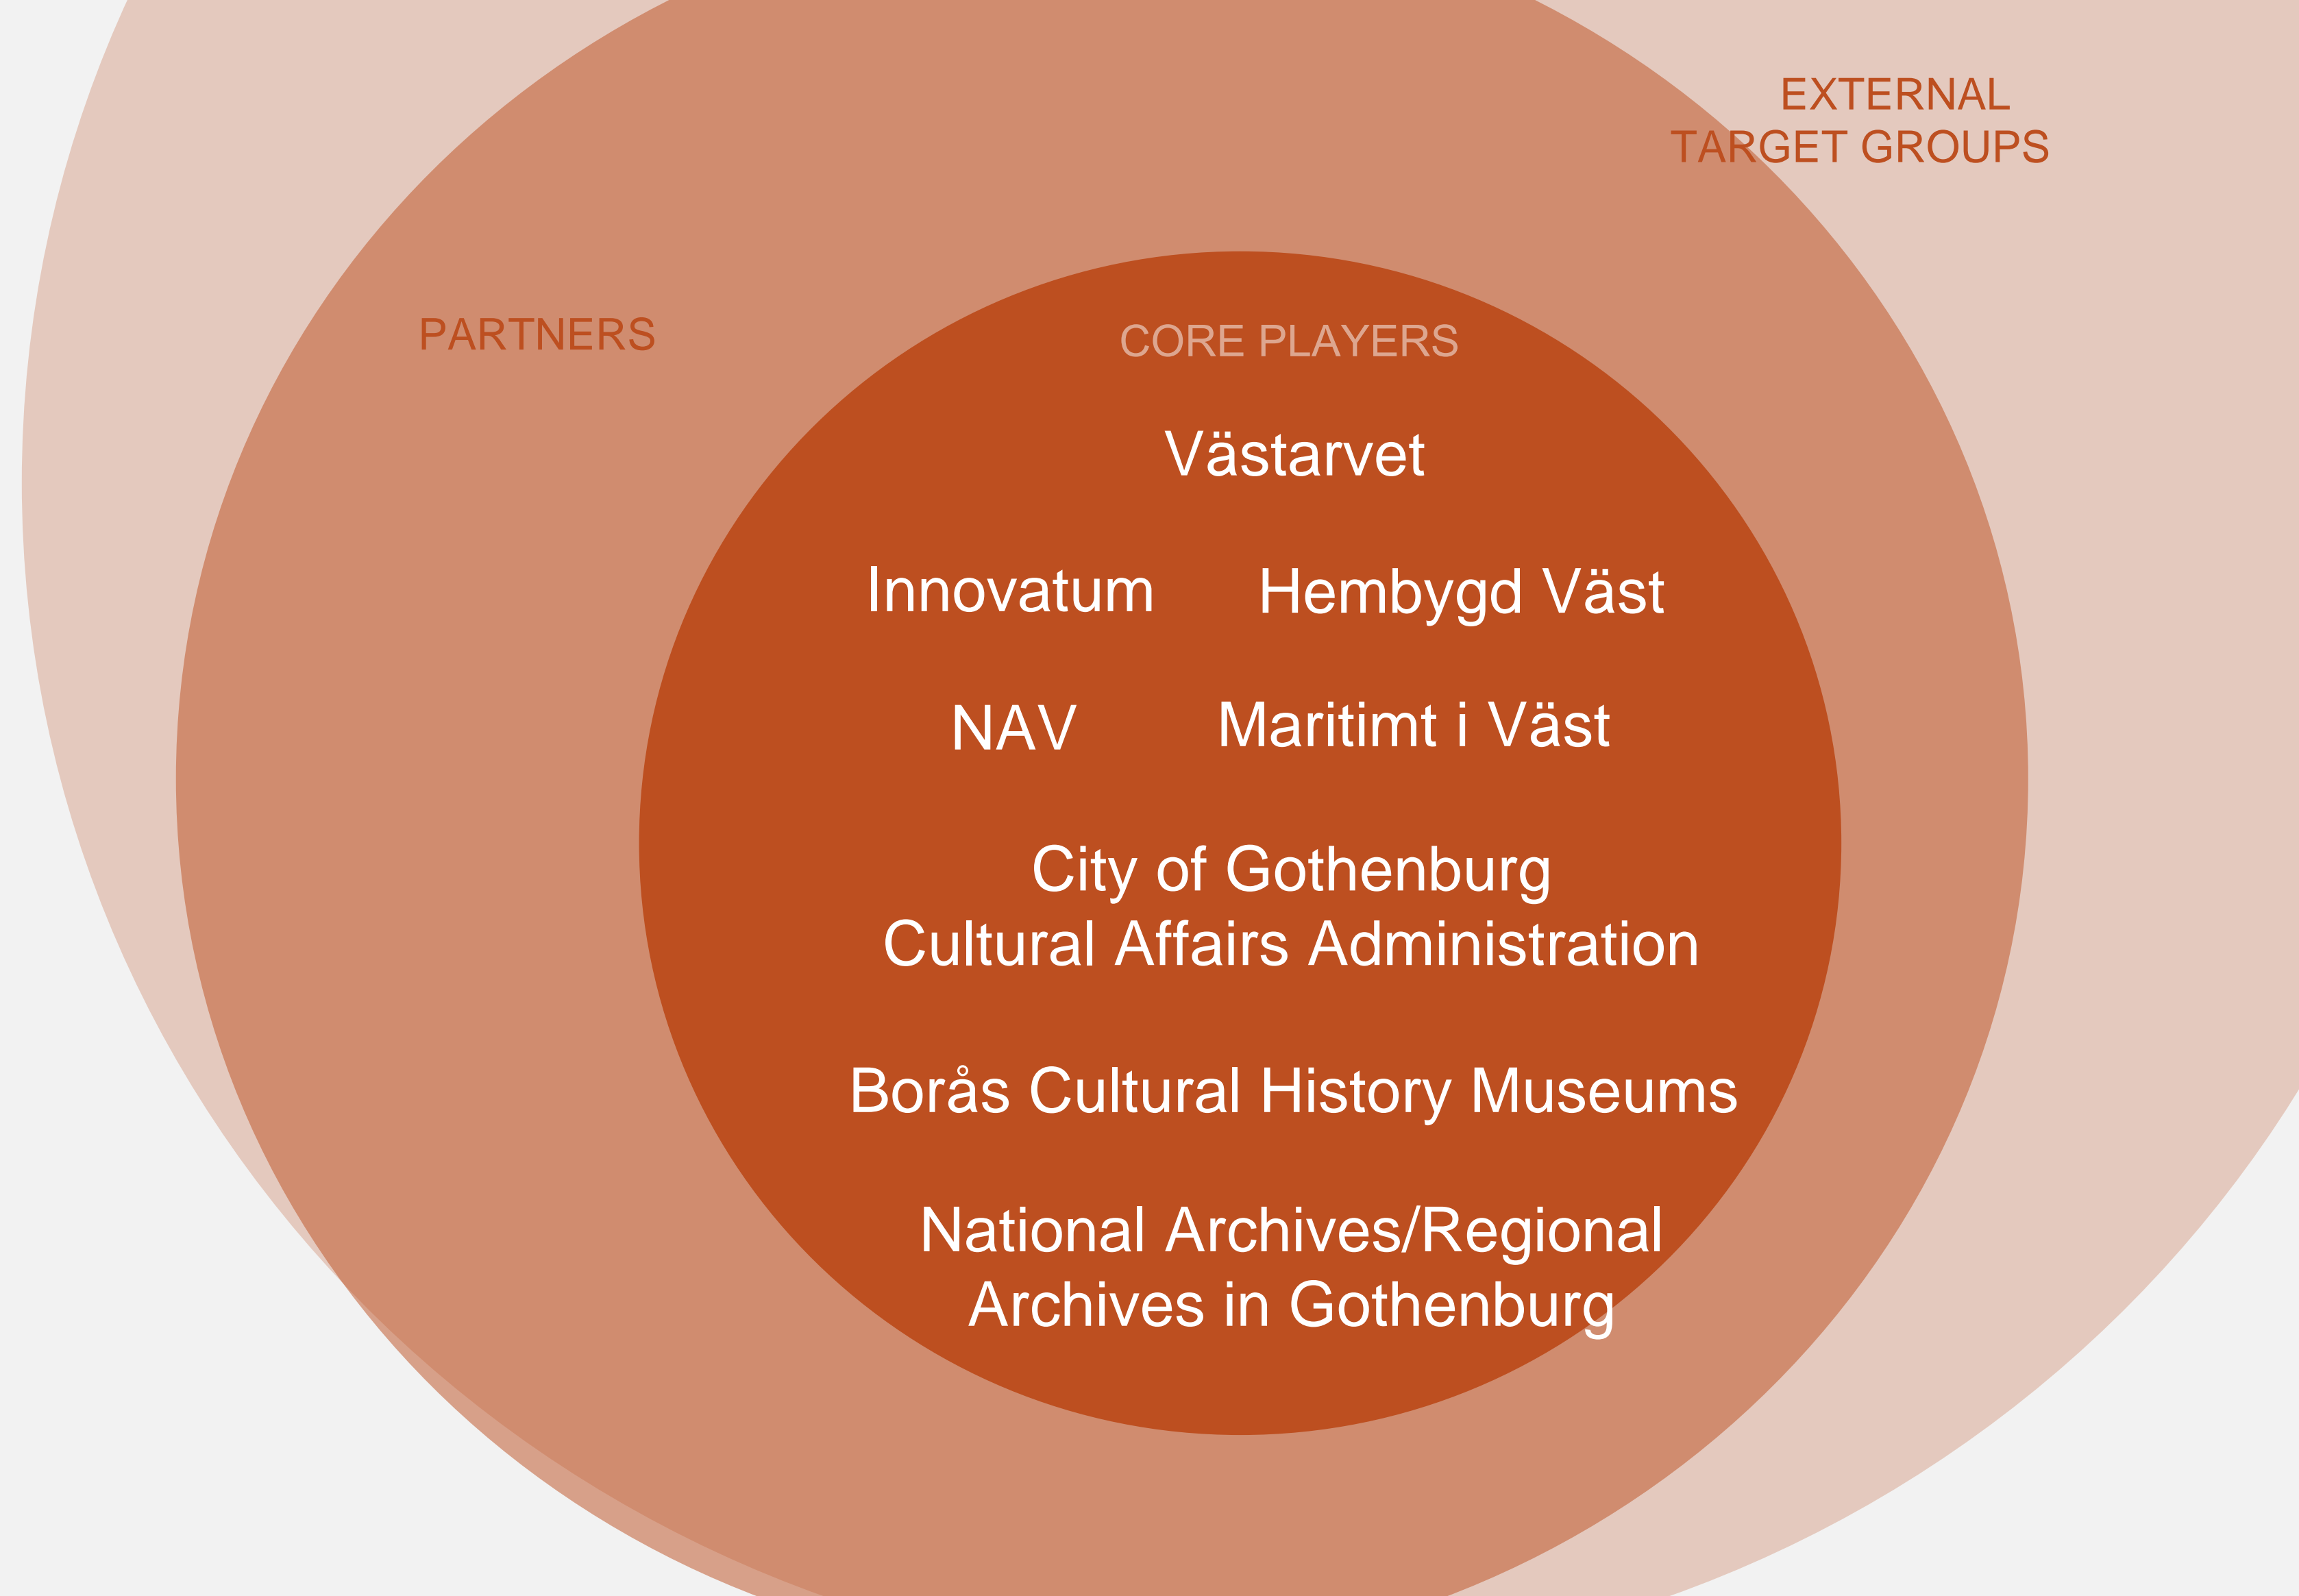 EXTERNAL
TARGET GROUPS
PARTNERS
CORE PLAYERS
Västarvet
Innovatum
Hembygd Väst
NAV
Maritimt i Väst
City of Gothenburg
Cultural Affairs Administration
Borås Cultural History Museums
National Archives/Regional
Archives in Gothenburg